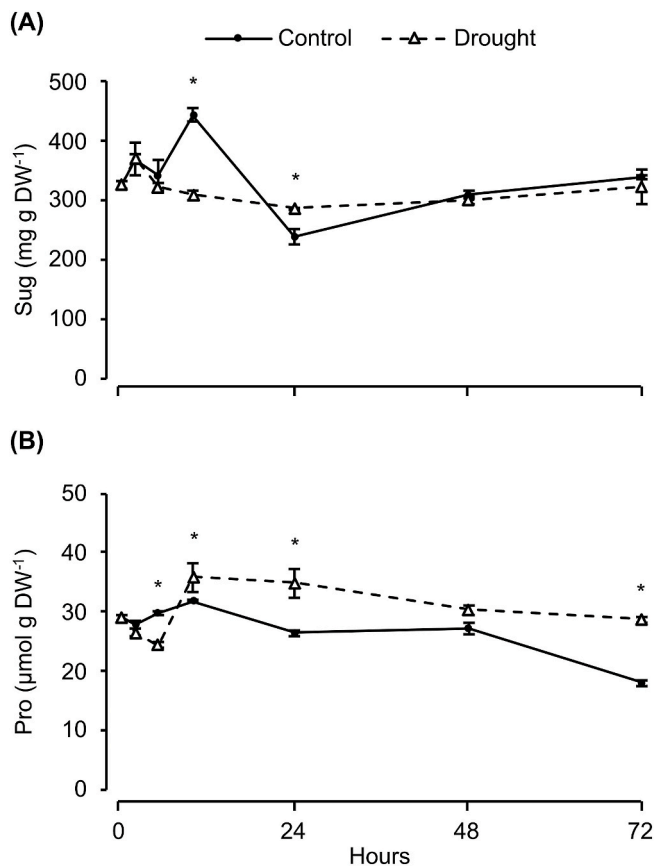 (A)
Control Drought
500
400
300
200
100
0
Sug (mg g DW⁻¹)
*
*
(B)
50
40
30
20
10
0
Pro (μmol g DW⁻¹)
*
*
*
*
0 24 48 72
Hours